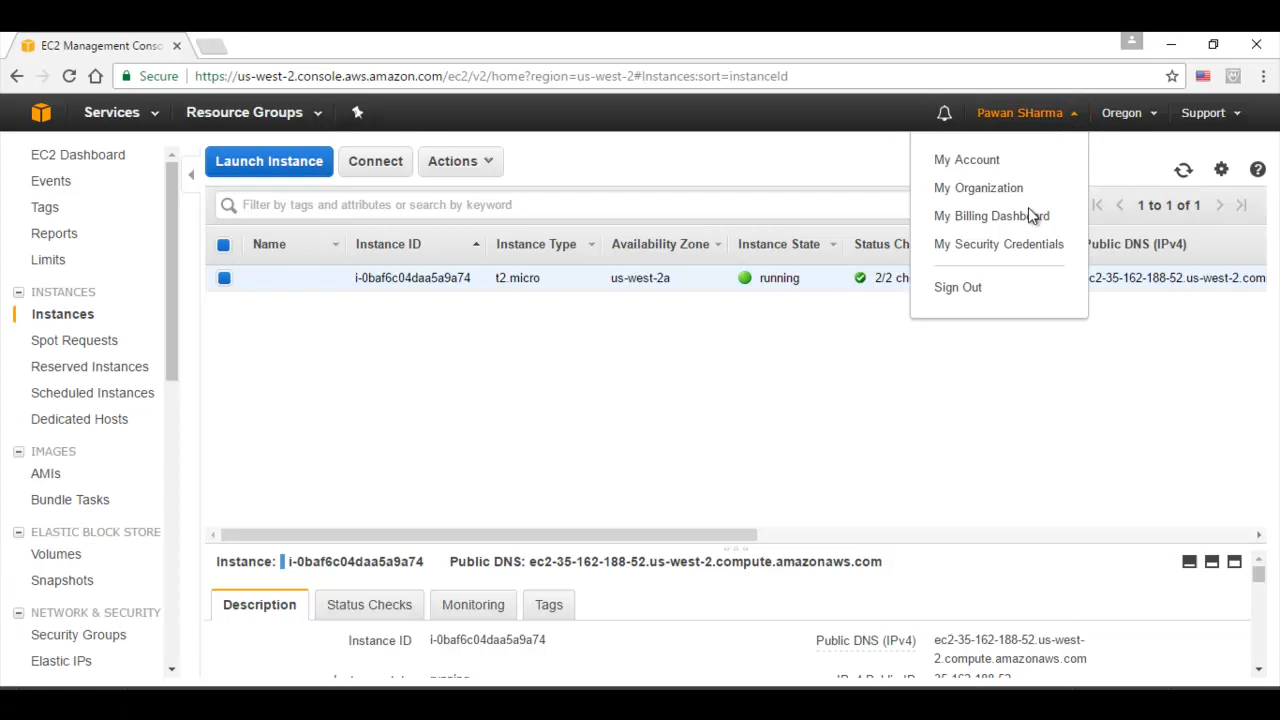 EC2 Management Conso
Secure
https://us-west-2.console.aws.amazon.com/ec2/v2/home?region=us-west-2#Instances:sort=instanceId
Services
Resource Groups
Pawan SHarma
Oregon
Support
EC2 Dashboard
Events
Tags
Reports
Limits
INSTANCES
Instances
Spot Requests
Reserved Instances
Scheduled Instances
Dedicated Hosts
IMAGES
AMIs
Bundle Tasks
ELASTIC BLOCK STORE
Volumes
Snapshots
NETWORK & SECURITY
Security Groups
Elastic IPs
Launch Instance
Connect
Actions
My Account
My Organization
My Billing Dashboard
My Security Credentials
Sign Out
Filter by tags and attributes or search by keyword
1 to 1 of 1
Name
Instance ID
Instance Type
Availability Zone
Instance State
Status Ch
Public DNS (IPv4)
i-0baf6c04daa5a9a74
t2.micro
us-west-2a
running
2/2 ch
ec2-35-162-188-52.us-west-2.com
Instance: i-0baf6c04daa5a9a74
Public DNS: ec2-35-162-188-52.us-west-2.compute.amazonaws.com
Description
Status Checks
Monitoring
Tags
Instance ID
i-0baf6c04daa5a9a74
Public DNS (IPv4)
ec2-35-162-188-52.us-west-
2.compute.amazonaws.com